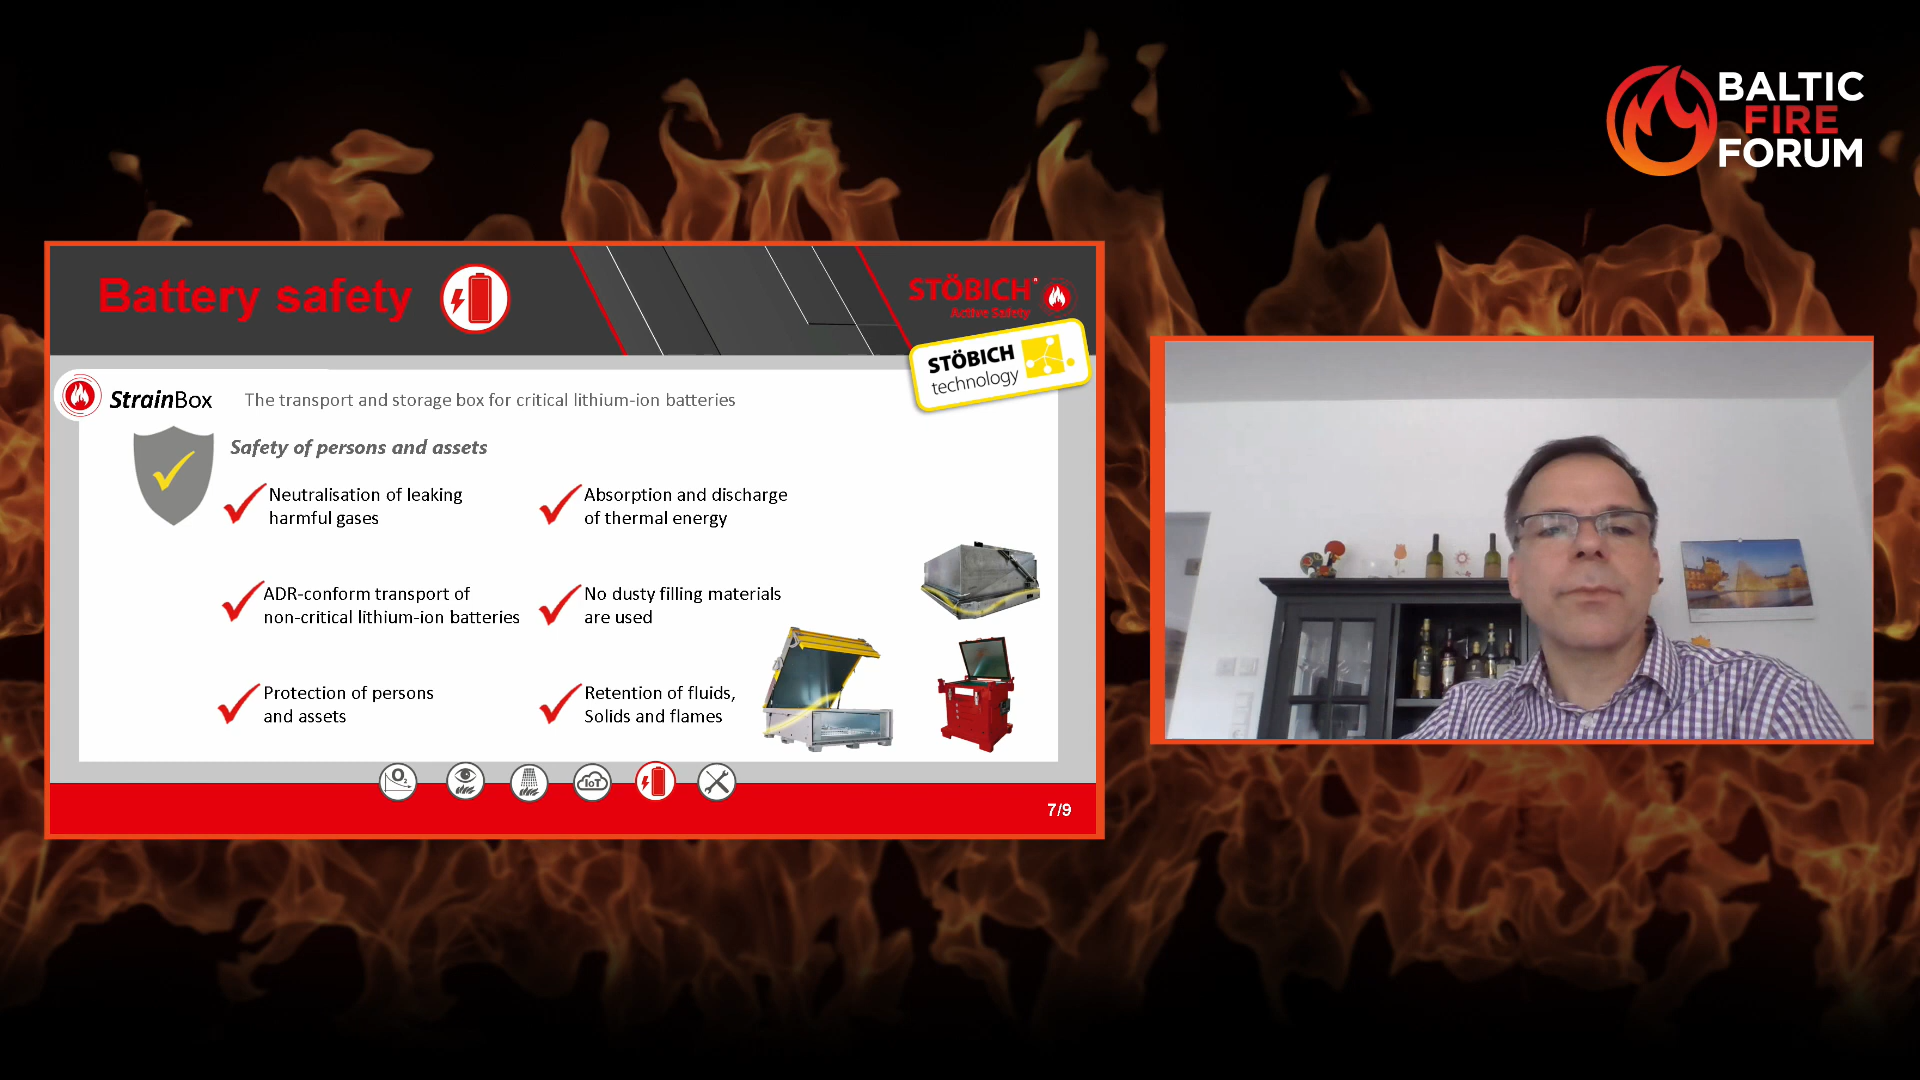 BALTIC
FIRE
FORUM
Battery safety
STÖBICH
Active Safety
STÖBICH
technology
StrainBox
The transport and storage box for critical lithium-ion batteries
Safety of persons and assets
Neutralisation of leaking
harmful gases
Absorption and discharge
of thermal energy
ADR-conform transport of
non-critical lithium-ion batteries
No dusty filling materials
are used
Protection of persons
and assets
Retention of fluids,
Solids and flames
O2
IoT
7/9